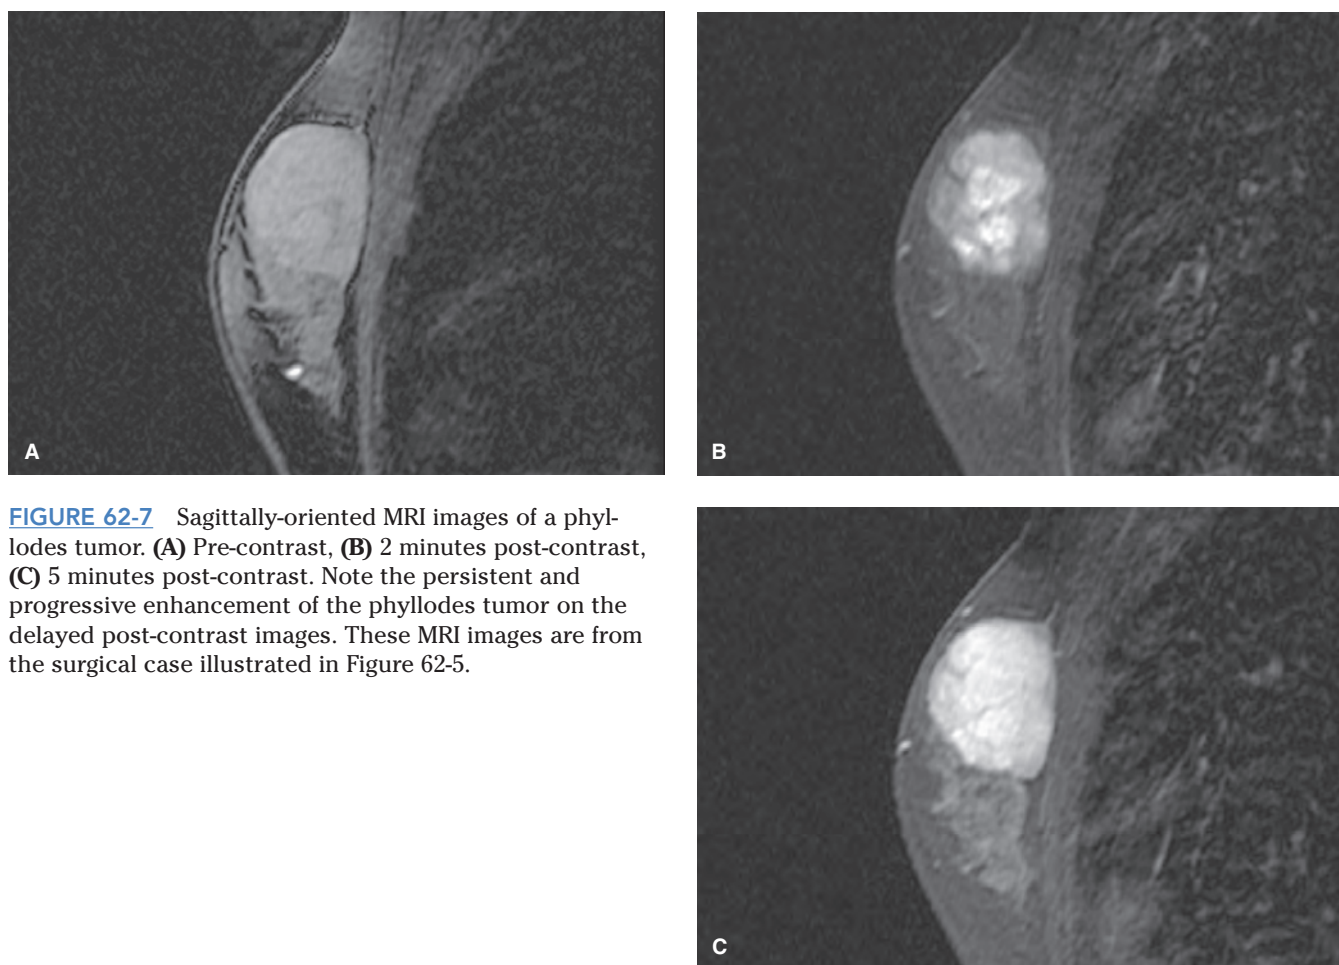 A
B
FIGURE 62-7 Sagittally-oriented MRI images of a phyl-
lodes tumor. (A) Pre-contrast, (B) 2 minutes post-contrast,
(C) 5 minutes post-contrast. Note the persistent and
progressive enhancement of the phyllodes tumor on the
delayed post-contrast images. These MRI images are from
the surgical case illustrated in Figure 62-5.
C